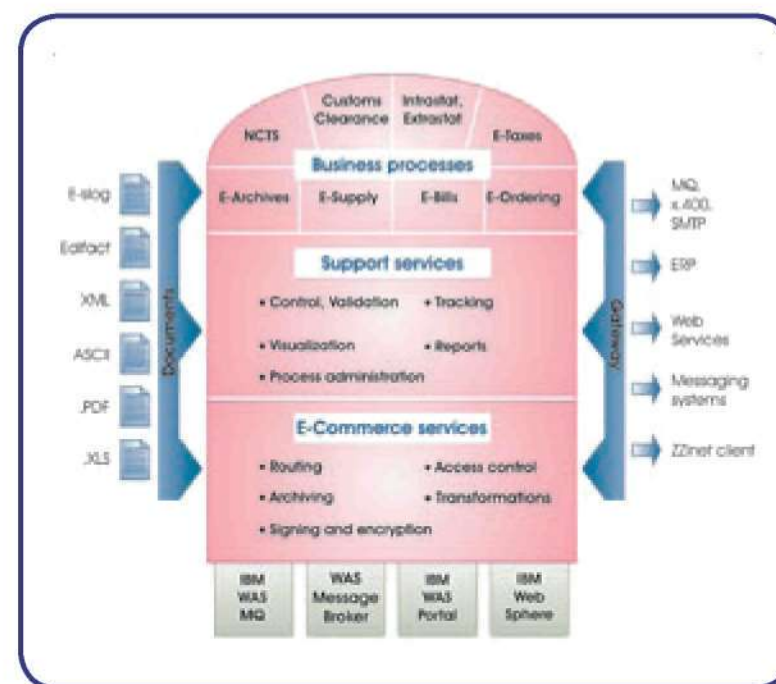 Customs
Clearance
Intrastat,
Extrastat
NCTS
E-Taxes
Business processes
E-Archives
E-Supply
E-Bills
E-Ordering
Support services
• Control, Validation
• Tracking
• Visualization
• Reports
• Process administration
E-Commerce services
• Routing
• Access control
• Archiving
• Transformations
• Signing and encryption
IBM
WAS
MQ
WAS
Message
Broker
IBM
WAS
Portal
IBM
Web
Sphere
E-slog
Edifact
XML
ASCII
.PDF
.XLS
Documents
Gateway
MQ,
x.400,
SMTP
ERP
Web
Services
Messaging
systems
ZZInet client